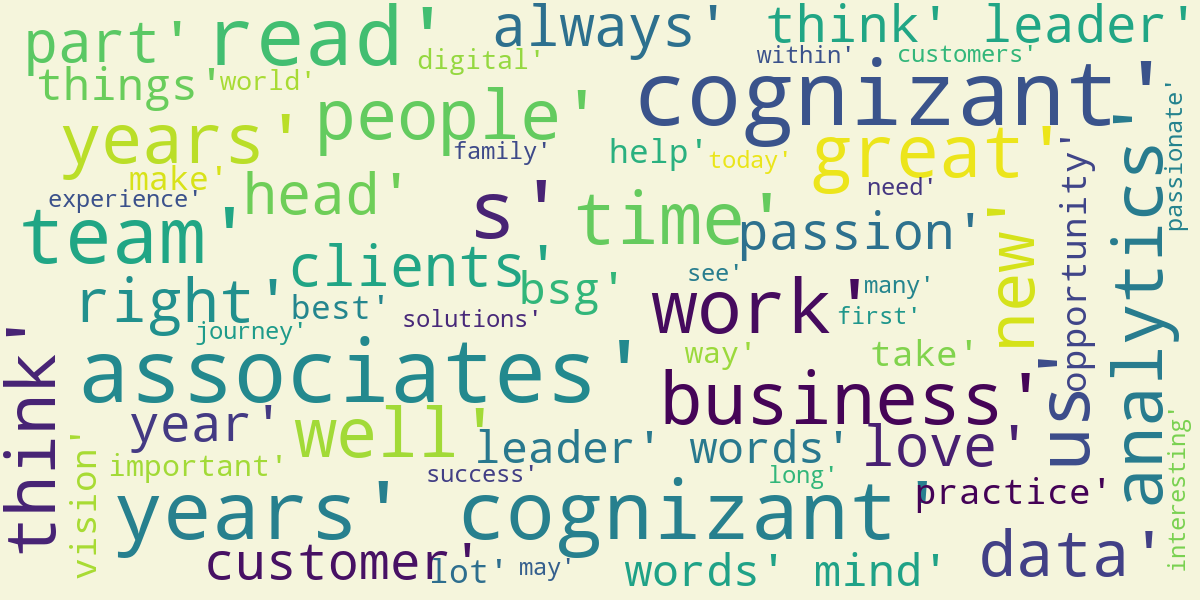 part'
read'
always'
think'
leader'
things'
world'
digital'
within'
customers'
cognizant'
years'
people'
family'
help'
today'
great'
passionate'
experience'
make'
head'
s'
time'
need'
opportunity'
analytics'
team'
clients'
passion'
new'
right'
best'
bsg'
see'
many'
work'
first'
journey'
solutions'
way'
take'
think'
associates'
business'
us'
year'
well'
leader'
words'
love'
interesting'
vision'
important'
success'
long'
practice'
years'
cognizant'
customer'
lot'
may'
words'
mind'
data'